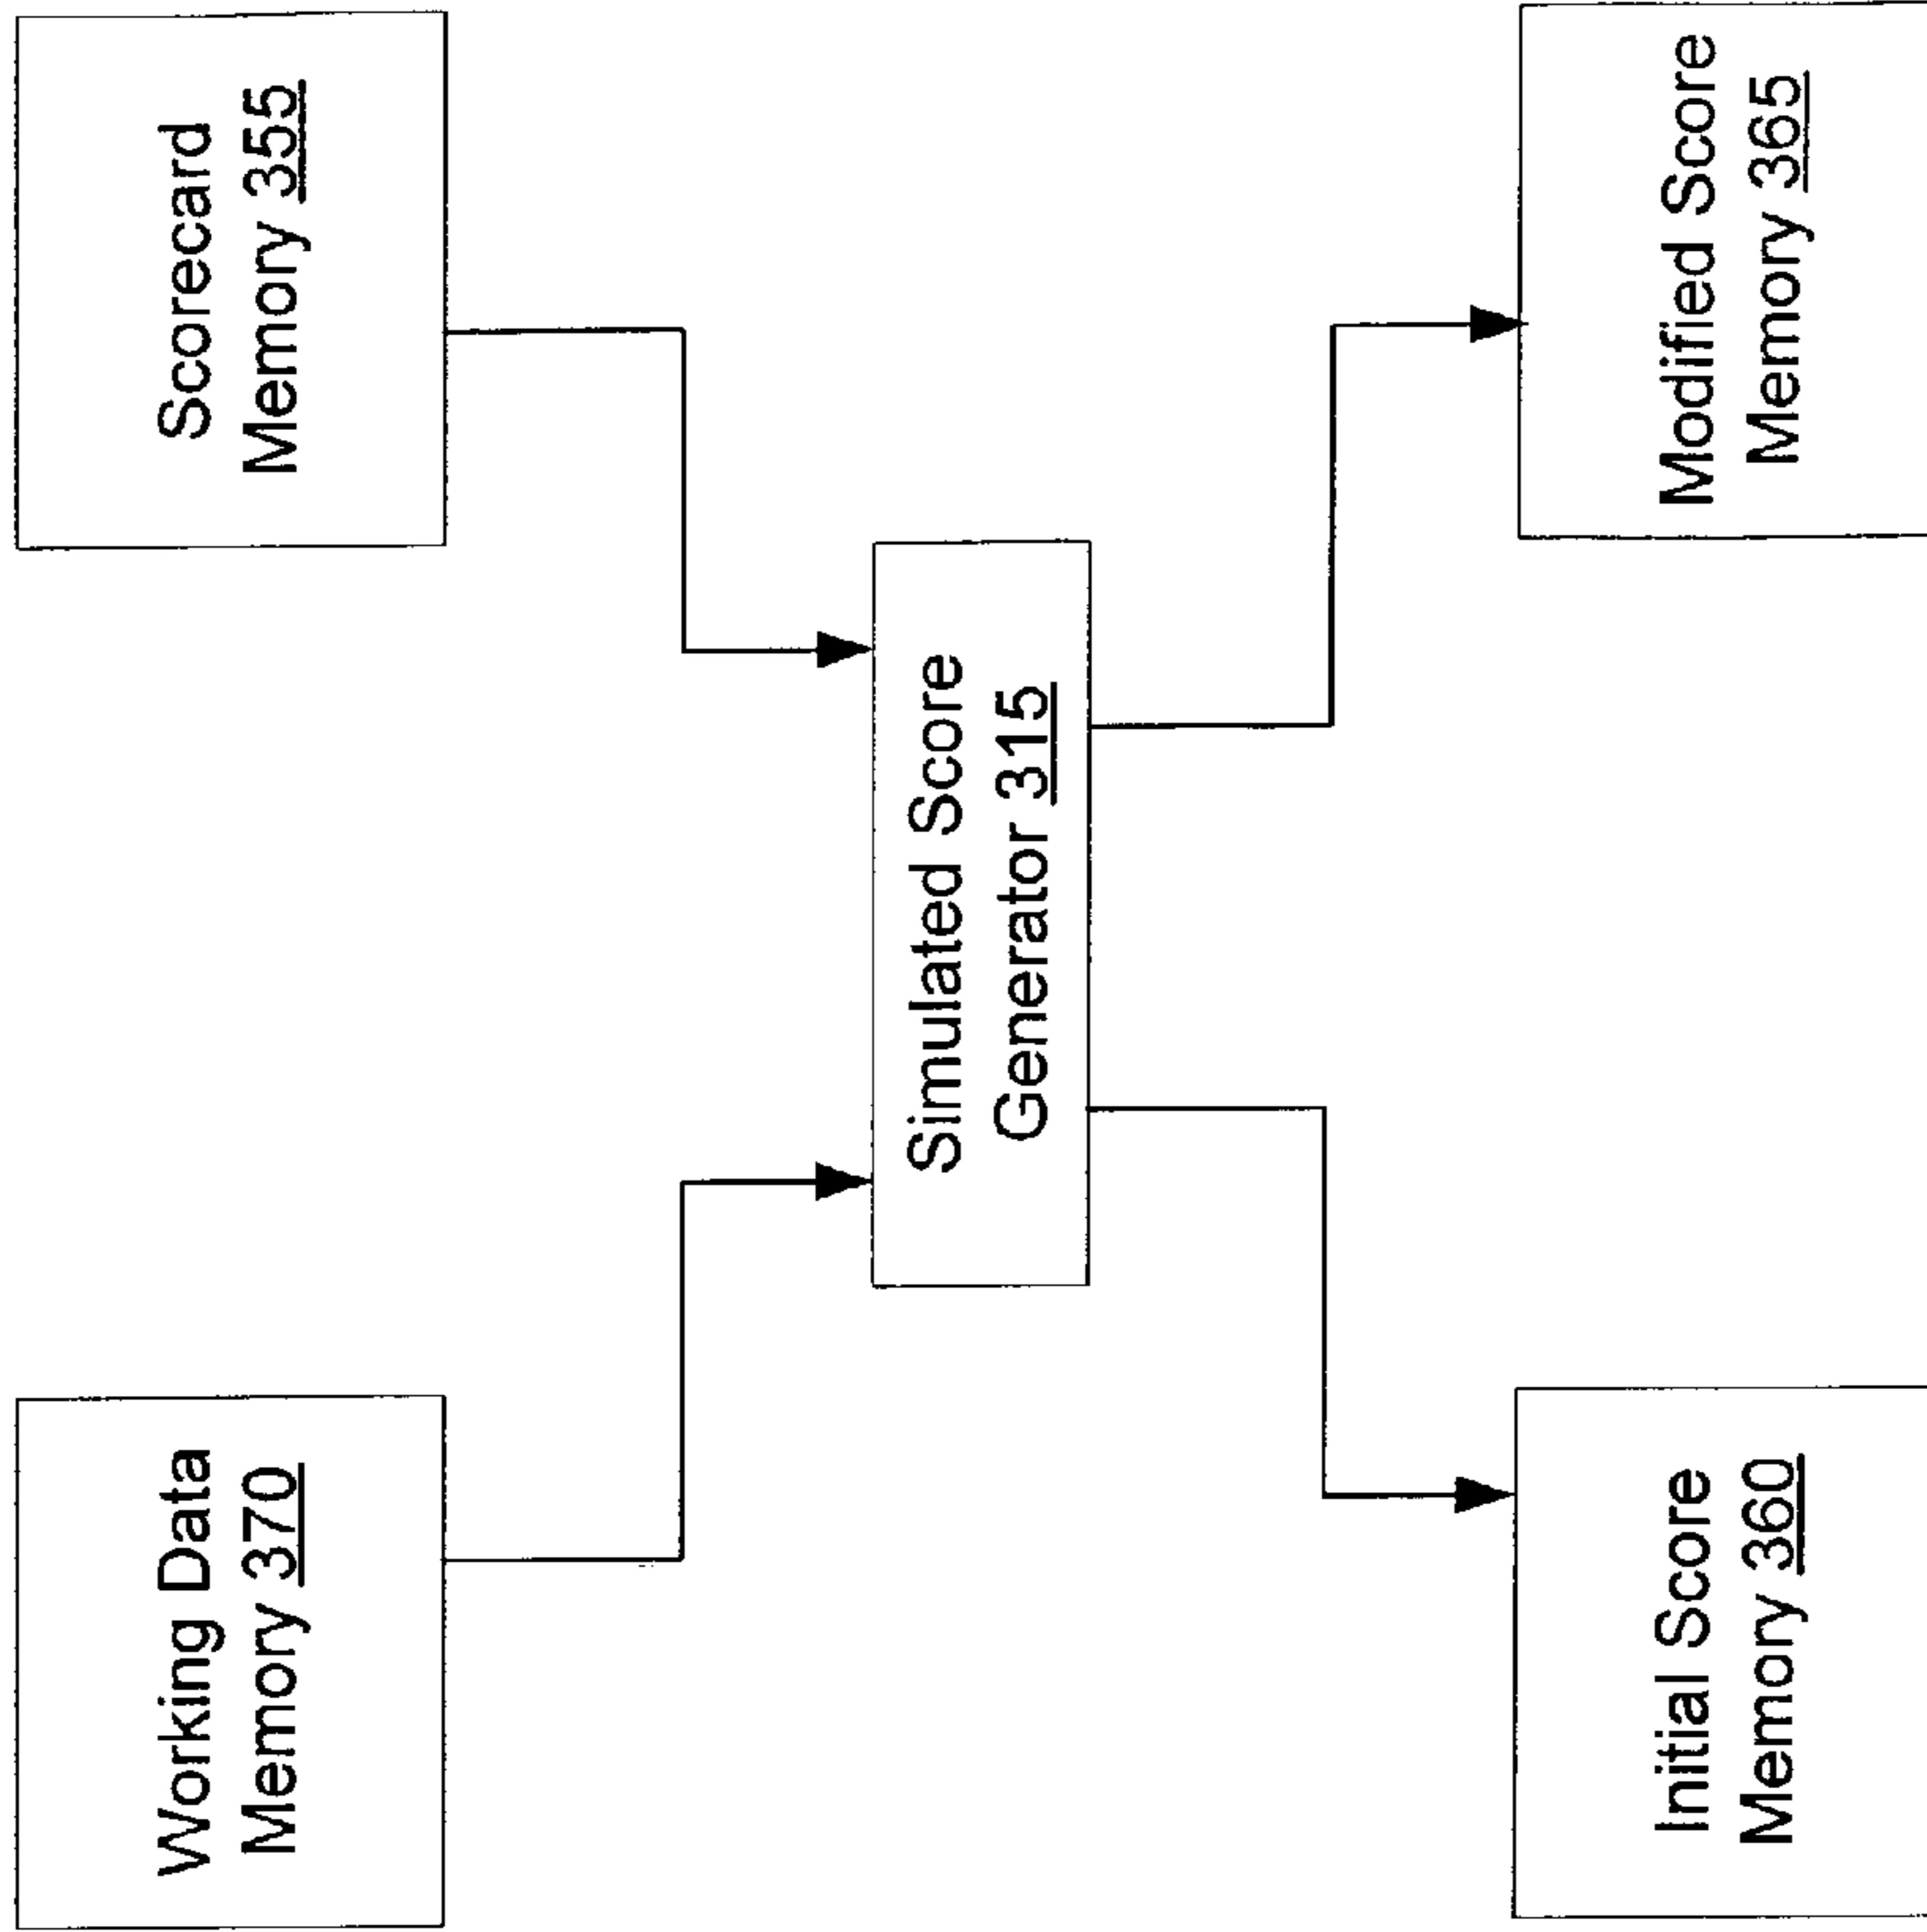 Working Data
Memory 370
Scorecard
Memory 355
Simulated Score
Generator 315
Initial Score
Memory 360
Modified Score
Memory 365